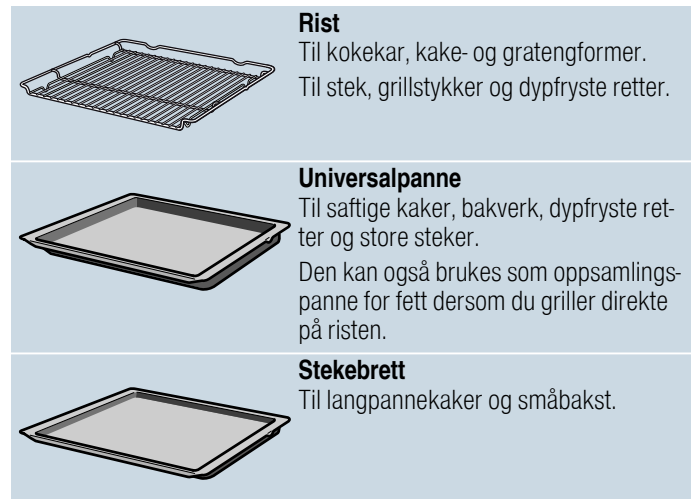 Rist
Til kokekar, kake- og gratengformer.
Til stek, grillstykker og dypfryste retter.
Universalpanne
Til saftige kaker, bakverk, dypfryste ret-
ter og store steker.
Den kan også brukes som oppsamlings-
panne for fett dersom du griller direkte
på risten.
Stekebrett
Til langpannekaker og småbakst.